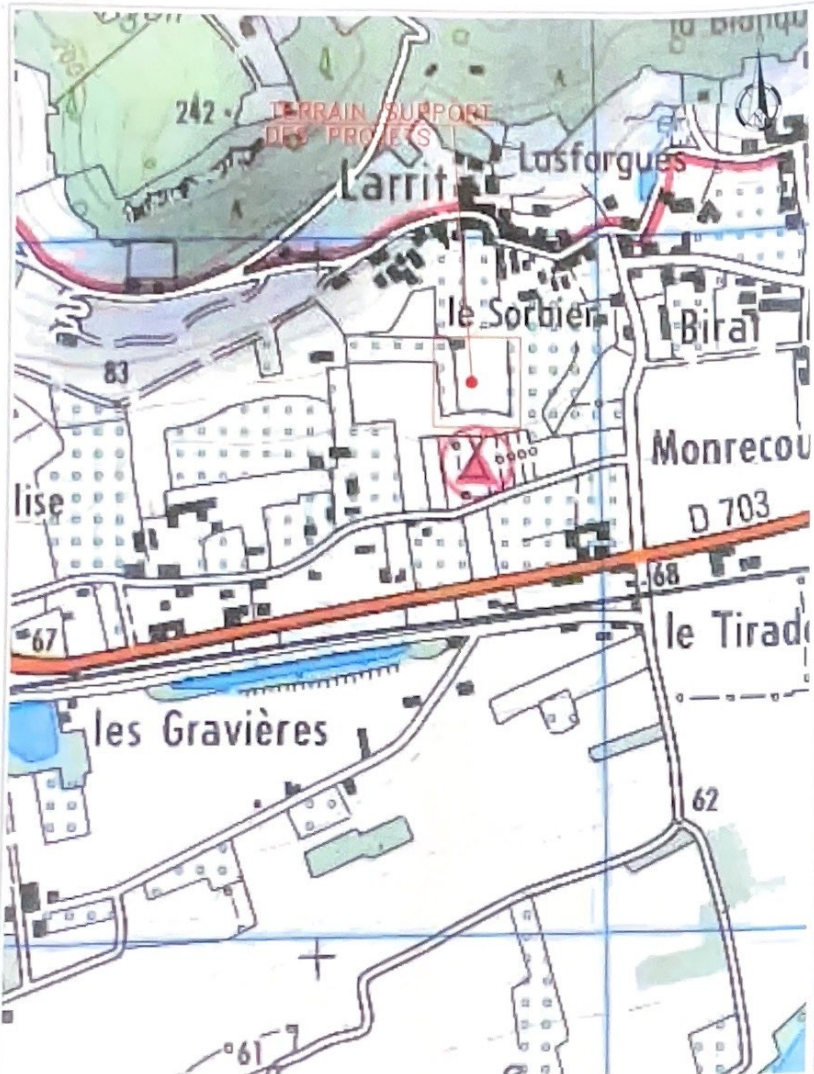 242
TERRAIN SUPPORT
DES PROJETS
Larrit
Lasfargues
le Sorbier
Birat
83
Monrecou
lise
D 703
68
67
le Tirad
les Gravières
62
61